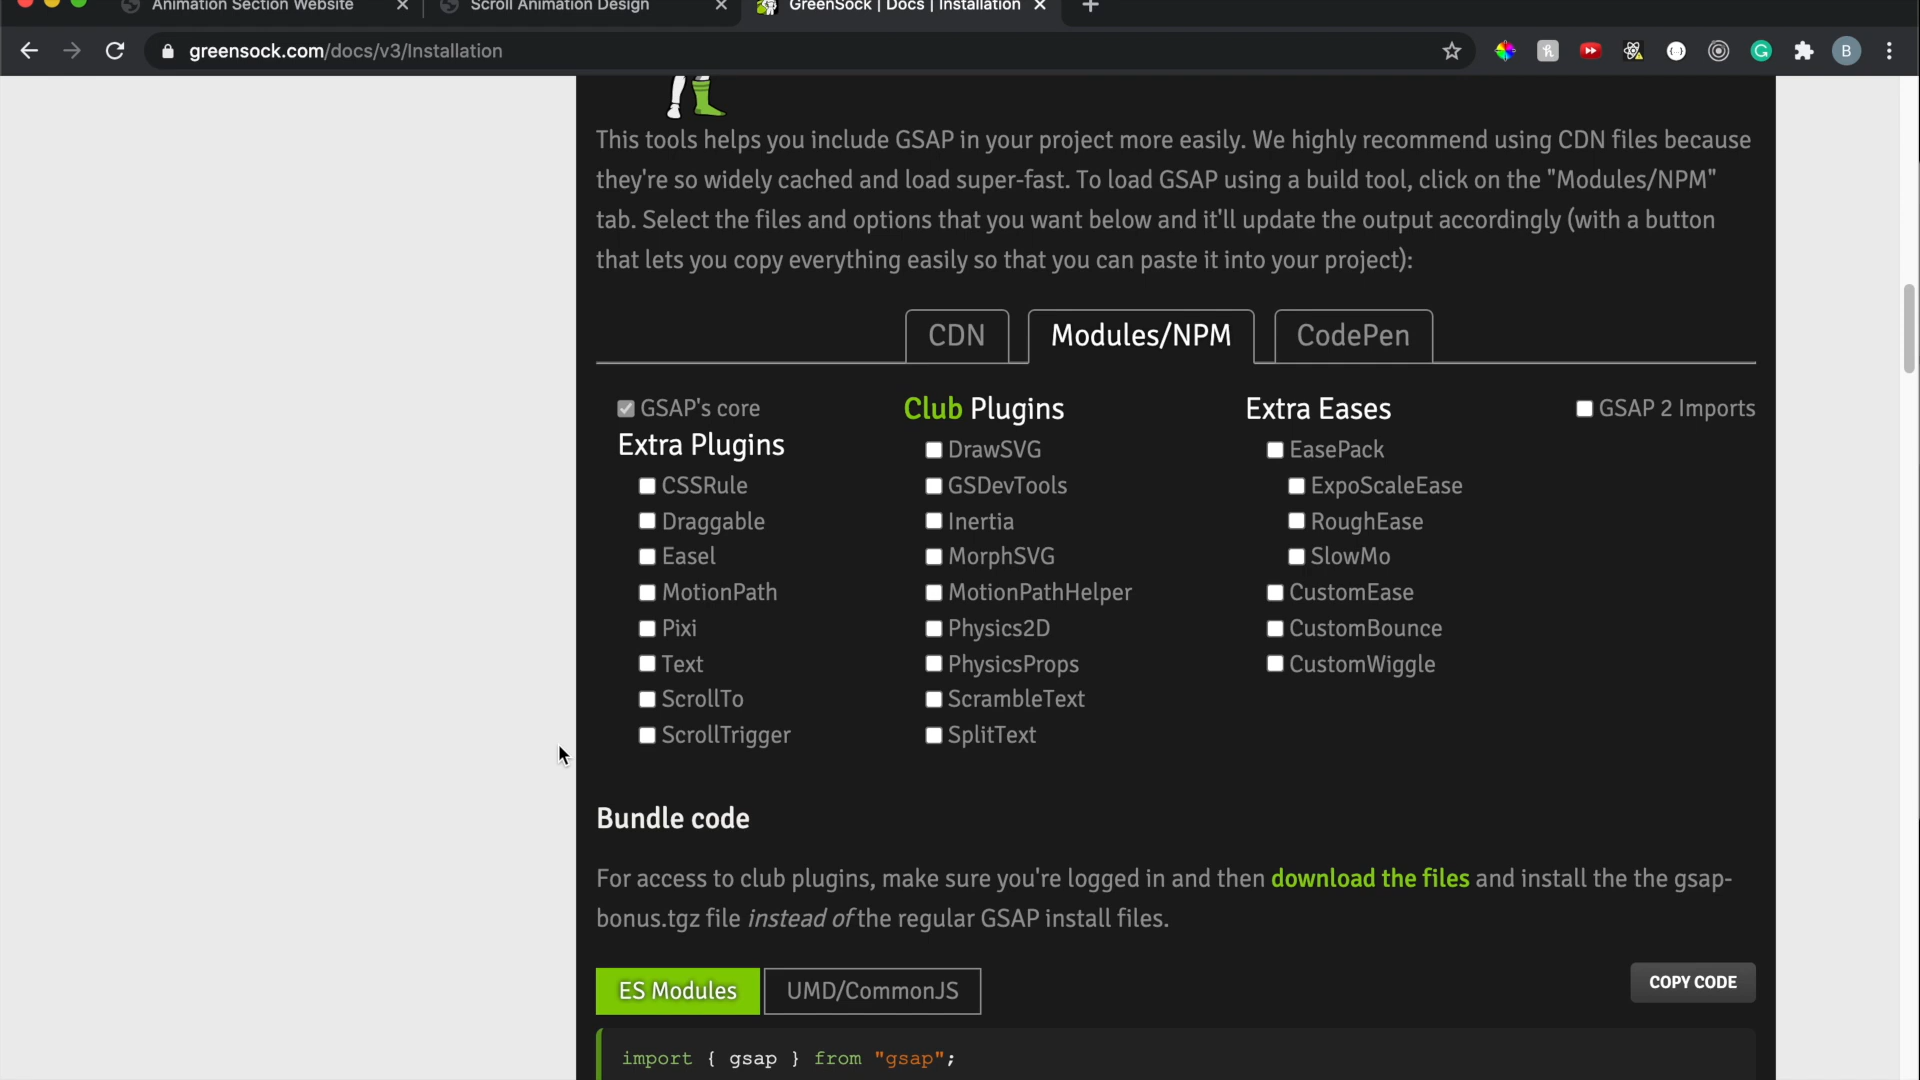 Animation Section Website
Scroll Animation Design
GreenSock | Docs | Installation
greensock.com/docs/v3/Installation
B
This tools helps you include GSAP in your project more easily. We highly recommend using CDN files because
they're so widely cached and load super-fast. To load GSAP using a build tool, click on the "Modules/NPM"
tab. Select the files and options that you want below and it'll update the output accordingly (with a button
that lets you copy everything easily so that you can paste it into your project):
CDN
Modules/NPM
CodePen
GSAP's core
Extra Plugins
CSSRule
Draggable
Easel
MotionPath
Pixi
Text
ScrollTo
ScrollTrigger
Club Plugins
DrawSVG
GSDevTools
Inertia
MorphSVG
MotionPathHelper
Physics2D
PhysicsProps
ScrambleText
SplitText
Extra Eases
EasePack
ExpoScaleEase
RoughEase
SlowMo
CustomEase
CustomBounce
CustomWiggle
GSAP 2 Imports
Bundle code
For access to club plugins, make sure you're logged in and then download the files and install the the gsap-
bonus.tgz file instead of the regular GSAP install files.
ES Modules
UMD/CommonJS
COPY CODE
import { gsap } from "gsap";